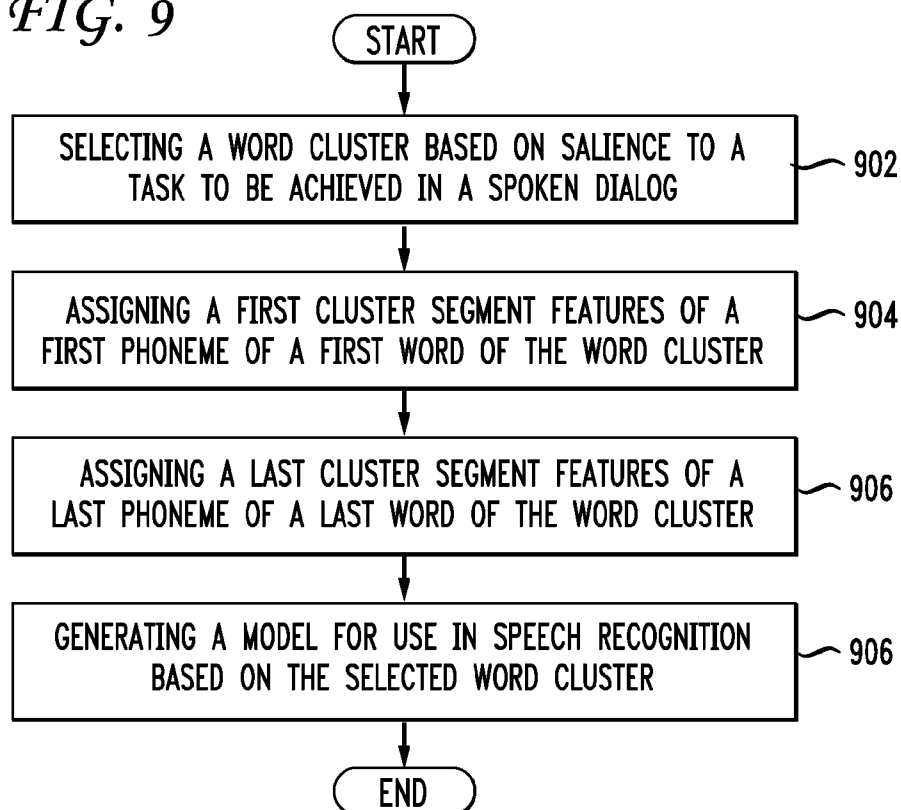 FIG. 9
START
SELECTING A WORD CLUSTER BASED ON SALIENCE TO A
TASK TO BE ACHIEVED IN A SPOKEN DIALOG
902
ASSIGNING A FIRST CLUSTER SEGMENT FEATURES OF A
FIRST PHONEME OF A FIRST WORD OF THE WORD CLUSTER
904
ASSIGNING A LAST CLUSTER SEGMENT FEATURES OF A
LAST PHONEME OF A LAST WORD OF THE WORD CLUSTER
906
GENERATING A MODEL FOR USE IN SPEECH RECOGNITION
BASED ON THE SELECTED WORD CLUSTER
906
END